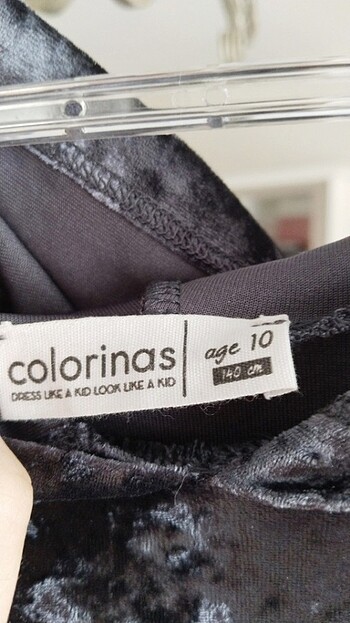 colorinas
DRESS LIKE A KID LOOK LIKE A KID
age 10
140 cm